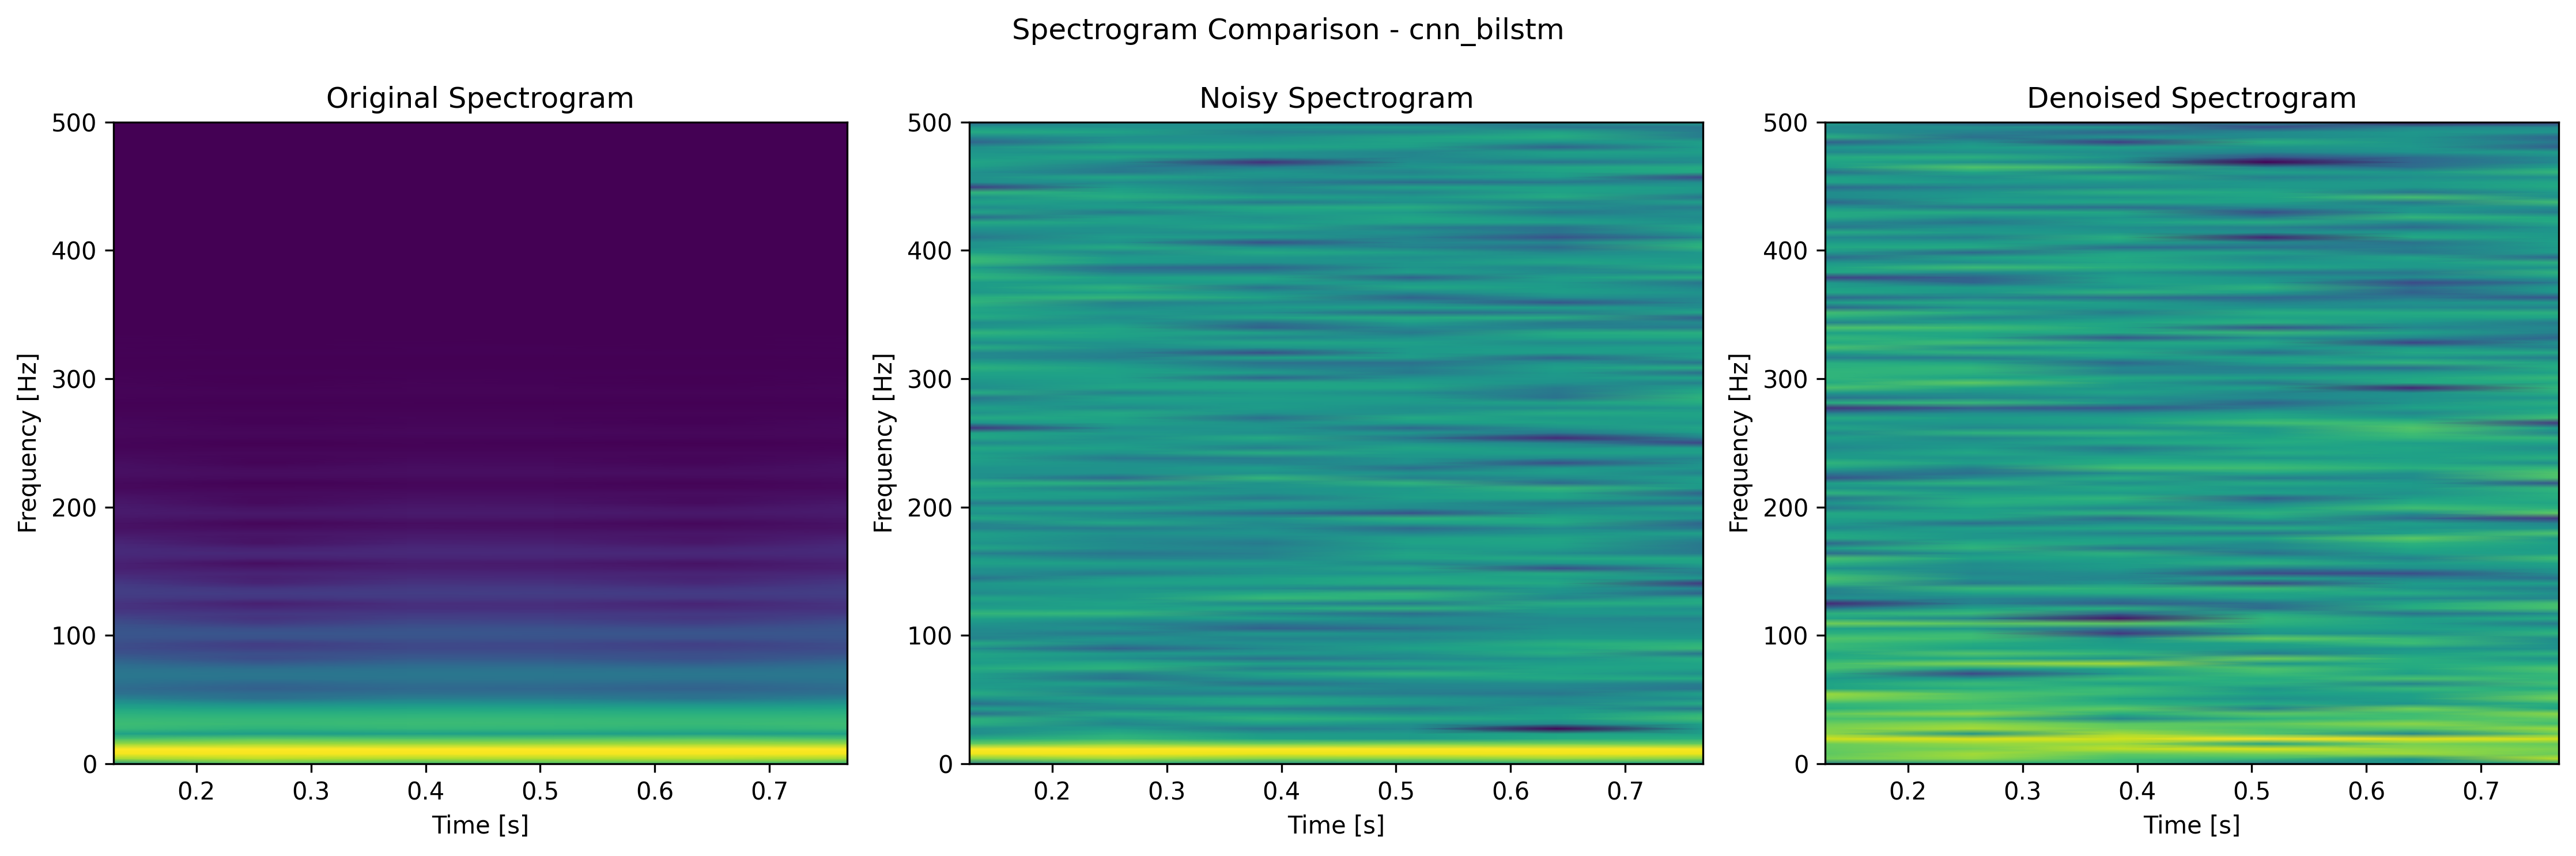 Spectrogram Comparison - cnn_bilstm
Original Spectrogram
Frequency [Hz]
500
400
300
200
100
0
0.2 0.3 0.4 0.5 0.6 0.7
Time [s]
Noisy Spectrogram
Frequency [Hz]
500
400
300
200
100
0
0.2 0.3 0.4 0.5 0.6 0.7
Time [s]
Denoised Spectrogram
Frequency [Hz]
500
400
300
200
100
0
0.2 0.3 0.4 0.5 0.6 0.7
Time [s]